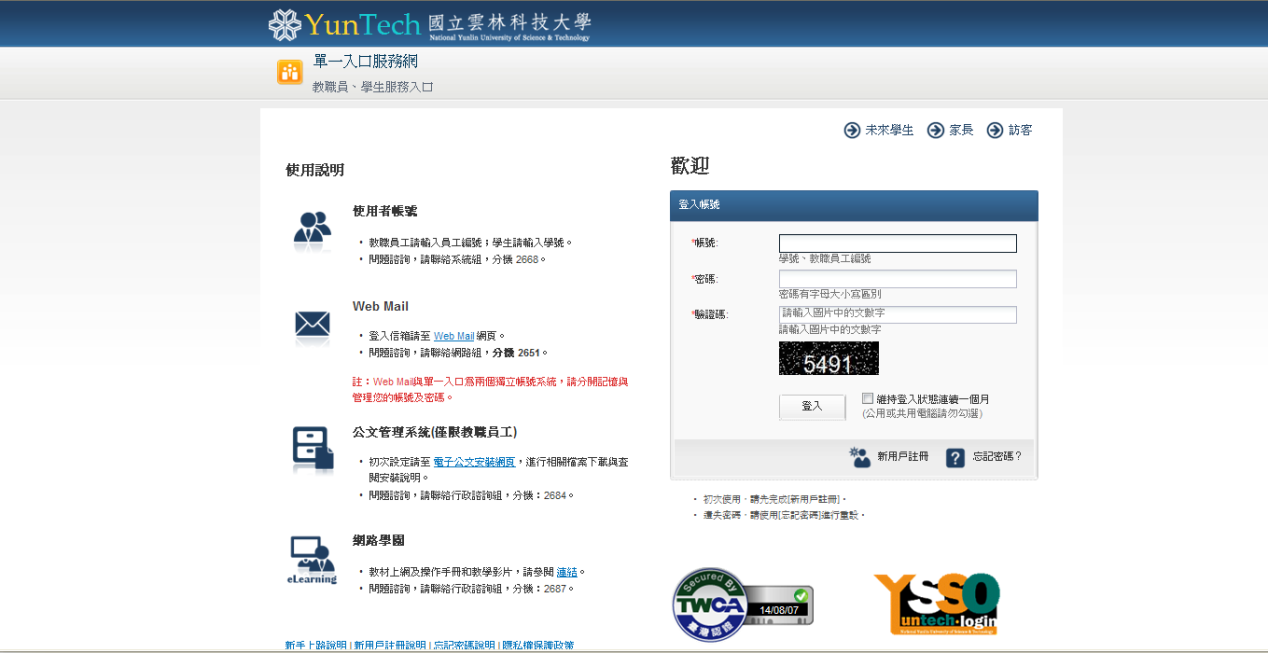 YunTech 國立雲林科技大學
National Yunlin University of Science & Technology
單一入口服務網
教職員、學生服務入口
未來學生 家長 訪客
使用說明
使用者帳號
• 教職員工請輸入員工編號；學生請輸入學號。
• 問題諮詢，請聯絡系統組，分機 2668。
Web Mail
• 登入信箱請至 Web Mail 網頁。
• 問題諮詢，請聯絡網路組，分機 2651。
註：Web Mail與單一入口為兩個獨立帳號系統，請分開記憶與
管理您的帳號及密碼。
公文管理系統(僅限教職員工)
• 初次設定請至 電子公文安裝網頁，進行相關檔案下載與查
閱安裝說明。
• 問題諮詢，請聯絡行政諮詢組，分機：2684。
網路學園
eLearning
• 教材上網及操作手冊和教學影片，請參閱 連結。
• 問題諮詢，請聯絡行政諮詢組，分機：2687。
新手上路說明 | 新用戶註冊說明 | 忘記密碼說明 | 隱私權保護政策
歡迎
登入帳號
*帳號:
學號、教職員工編號
*密碼:
密碼有字母大小寫區別
*驗證碼:
請輸入圖片中的文數字
請輸入圖片中的文數字
5491
登入
維持登入狀態連續一個月
(公用或共用電腦請勿勾選)
新用戶註冊 ? 忘記密碼？
• 初次使用，請先完成[新用戶註冊]。
• 遺失密碼，請使用[忘記密碼]進行重設。
Secured By
TWCA
臺灣認證
14/08/07
YSSO
Yuntech·login
National Yunlin University of Science & Technology